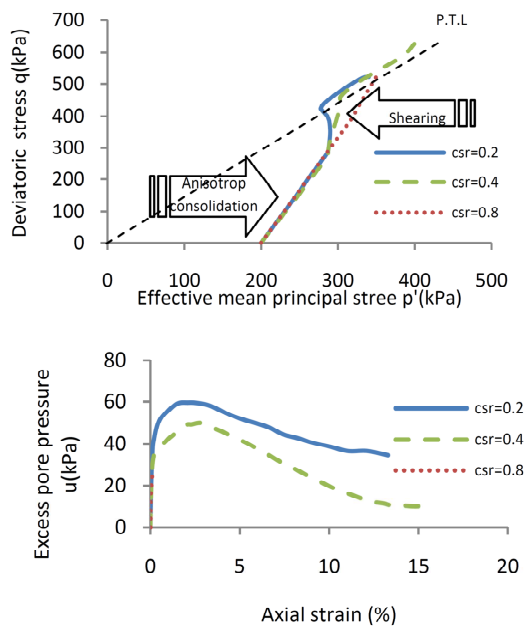 P.T.L
700
600
500
400
300
200
100
0
Deviatoric stress q(kPa)
Shearing
Anisotrop
consolidation
csr=0.2
csr=0.4
csr=0.8
0 100 200 300 400 500
Effective mean principal stree p'(kPa)
80
60
40
20
0
Excess pore pressure
u(kPa)
csr=0.2
csr=0.4
csr=0.8
0 5 10 15 20
Axial strain (%)